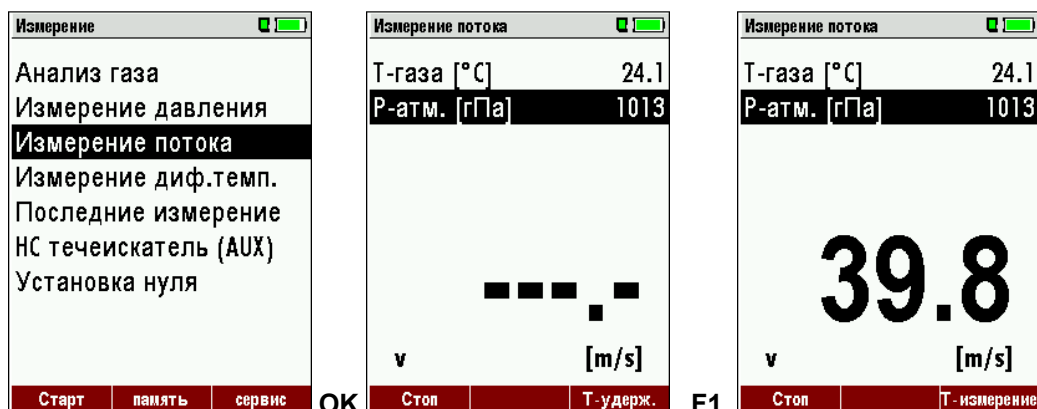 Измерение
Анализ газа
Измерение давления
Измерение потока
Измерение диф.темп.
Последние измерение
HC течеискатель (AUX)
Установка нуля
Старт память сервис
OK
Измерение потока
Т-газа [°C] 24.1
Р-атм. [гПа] 1013
---.-
v [m/s]
Стоп Т-удерж.
F1
Измерение потока
Т-газа [°C] 24.1
Р-атм. [гПа] 1013
39.8
v [m/s]
Стоп Т-измерение